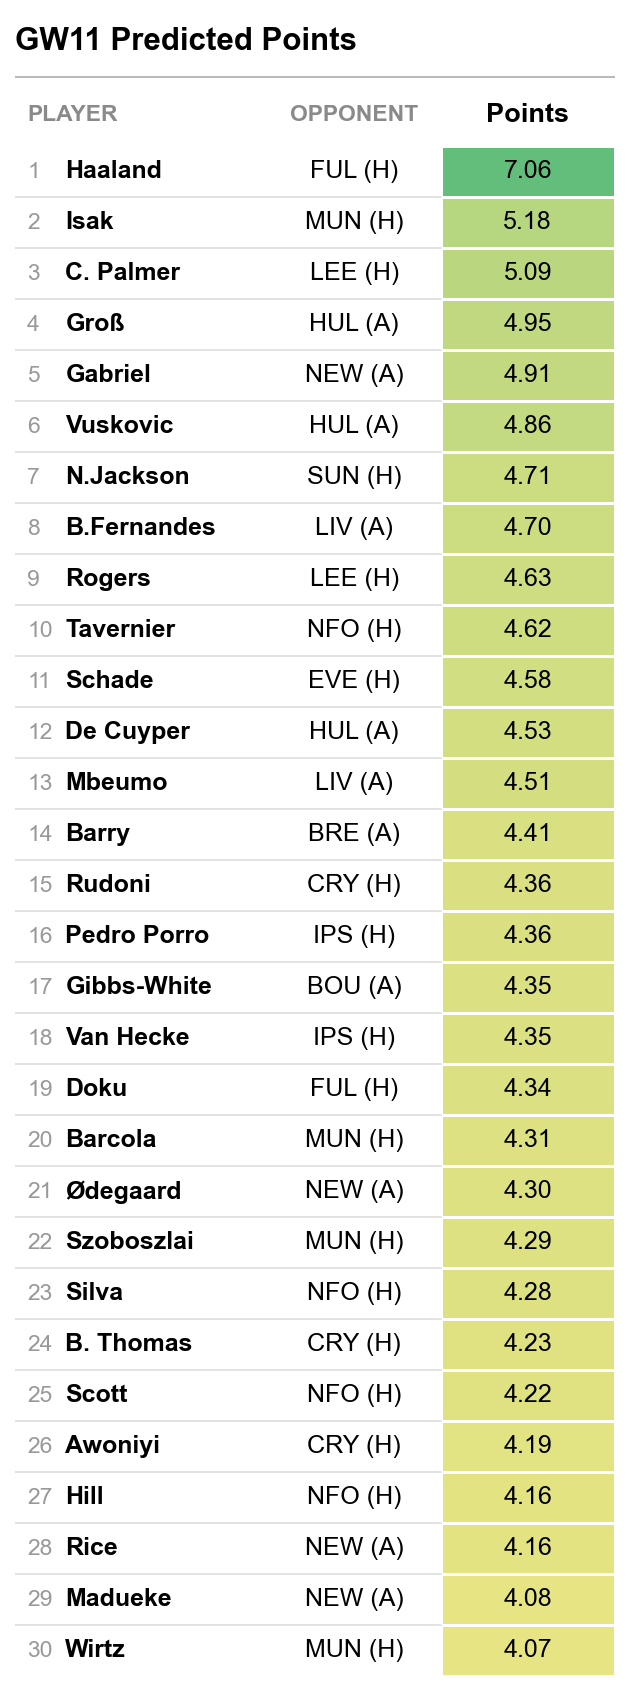 GW11 Predicted Points
PLAYER OPPONENT Points
1 Haaland FUL (H) 7.06
2 Isak MUN (H) 5.18
3 C. Palmer LEE (H) 5.09
4 Groß HUL (A) 4.95
5 Gabriel NEW (A) 4.91
6 Vuskovic HUL (A) 4.86
7 N.Jackson SUN (H) 4.71
8 B.Fernandes LIV (A) 4.70
9 Rogers LEE (H) 4.63
10 Tavernier NFO (H) 4.62
11 Schade EVE (H) 4.58
12 De Cuyper HUL (A) 4.53
13 Mbeumo LIV (A) 4.51
14 Barry BRE (A) 4.41
15 Rudoni CRY (H) 4.36
16 Pedro Porro IPS (H) 4.36
17 Gibbs-White BOU (A) 4.35
18 Van Hecke IPS (H) 4.35
19 Doku FUL (H) 4.34
20 Barcola MUN (H) 4.31
21 Ødegaard NEW (A) 4.30
22 Szoboszlai MUN (H) 4.29
23 Silva NFO (H) 4.28
24 B. Thomas CRY (H) 4.23
25 Scott NFO (H) 4.22
26 Awoniyi CRY (H) 4.19
27 Hill NFO (H) 4.16
28 Rice NEW (A) 4.16
29 Madueke NEW (A) 4.08
30 Wirtz MUN (H) 4.07